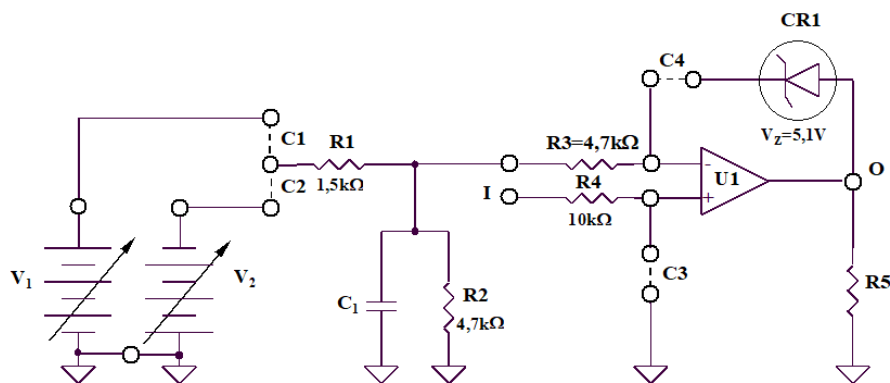 CR1
C4
V_Z=5,1V
C1
R1
1,5kΩ
C2
R3=4,7kΩ
-
U1
O
I
R4
+
10kΩ
C3
V₁
V₂
C₁
R2
4,7kΩ
R5